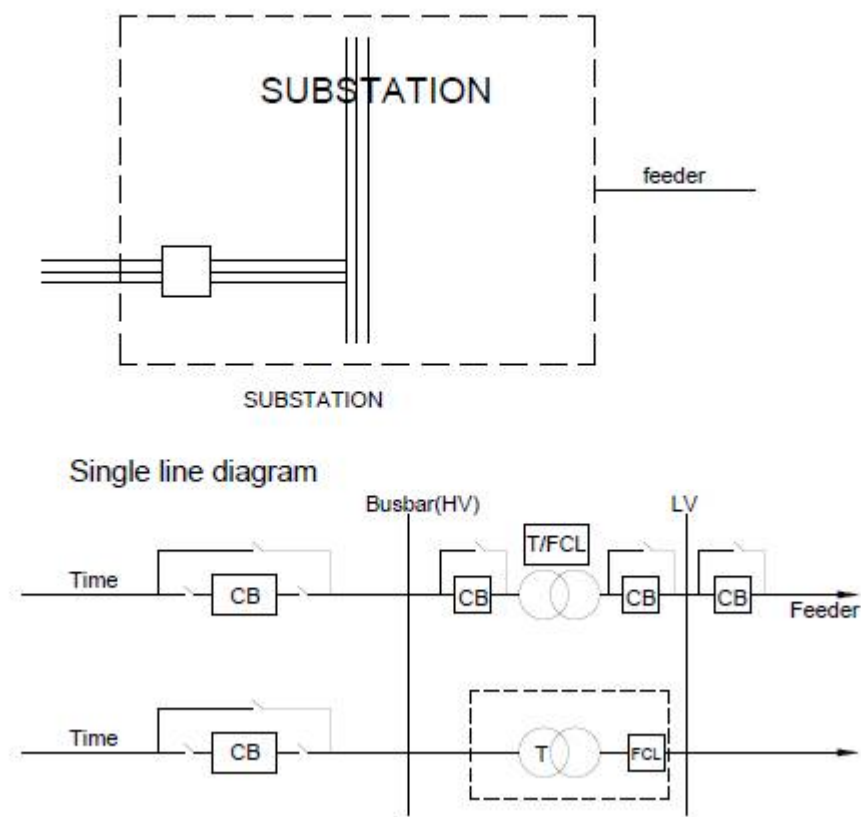 SUBSTATION
feeder
SUBSTATION
Single line diagram
Busbar(HV)
LV
T/FCL
Time
CB
CB
CB
CB
Feeder
Time
CB
T
FCL